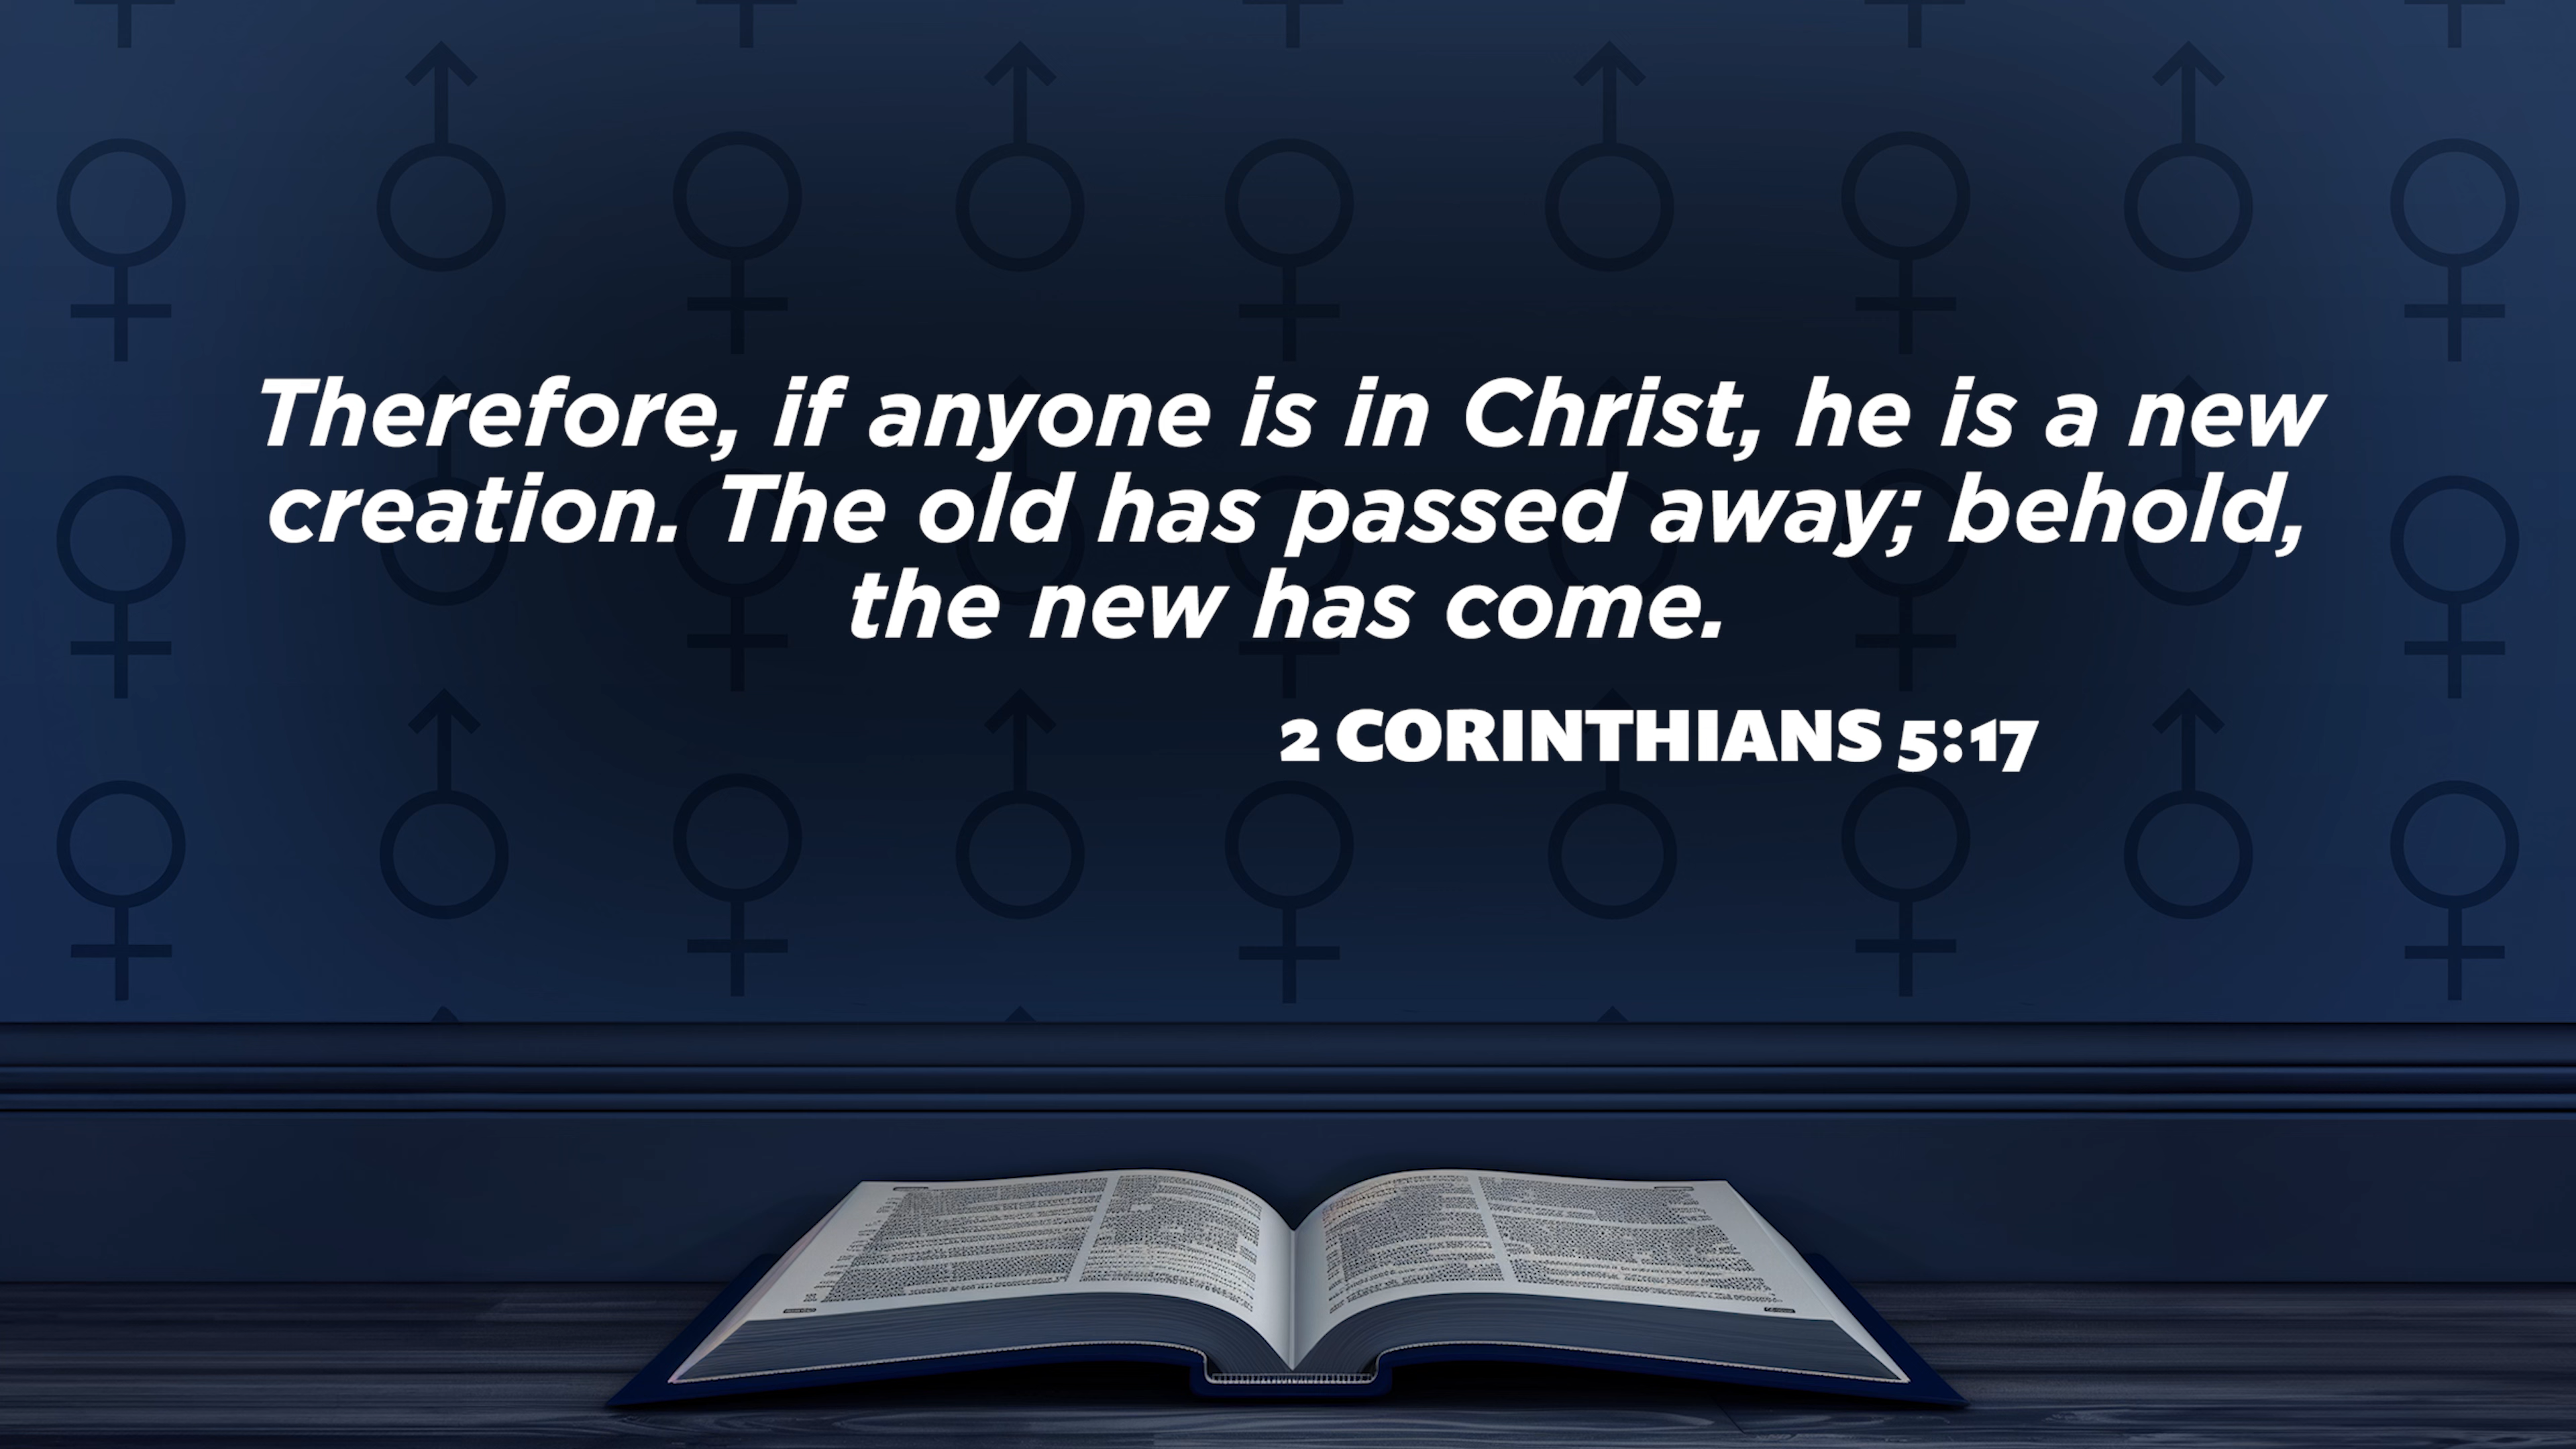 Therefore, if anyone is in Christ, he is a new
creation. The old has passed away; behold,
the new has come.
2 CORINTHIANS 5:17